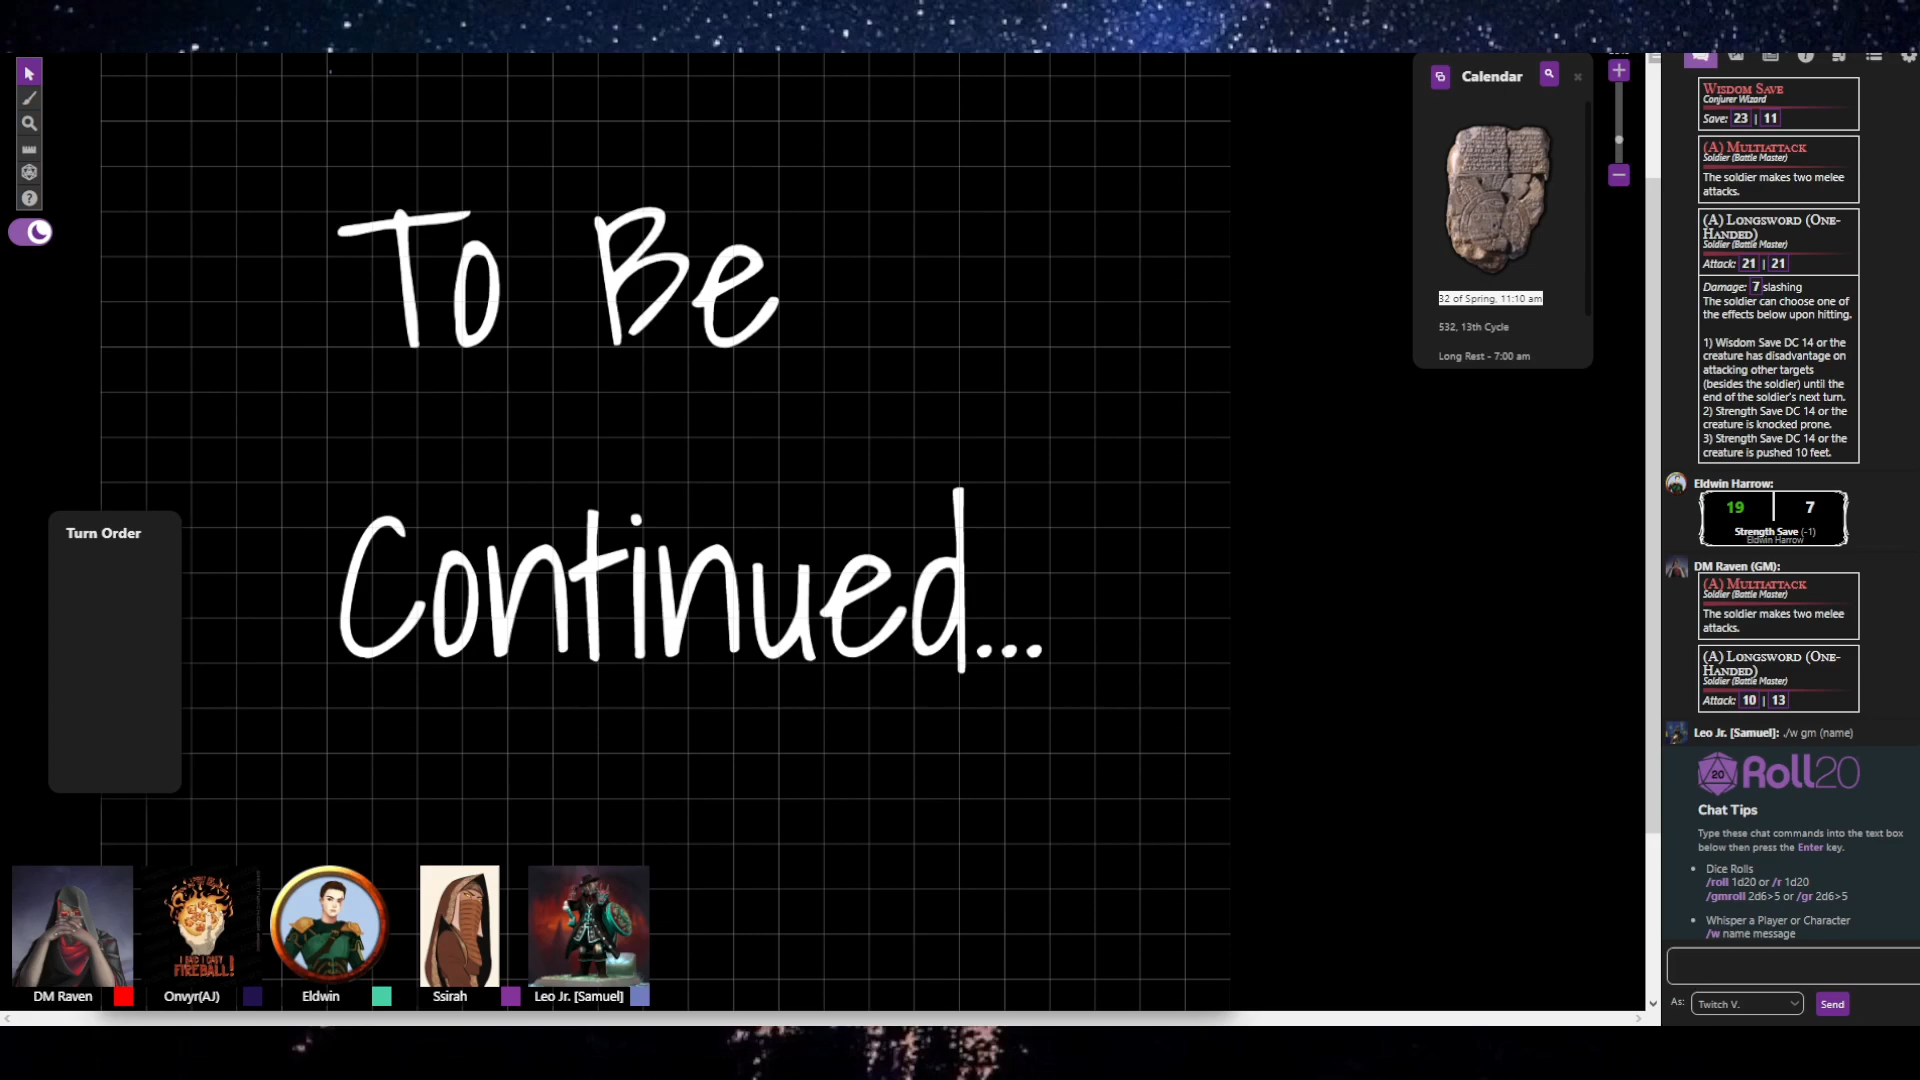 To Be
Continued...
Calendar
32 of Spring, 11:10 am
532, 13th Cycle
Long Rest - 7:00 am
Turn Order
DM Raven
Onvyr(AJ)
Eldwin
Ssirah
Leo Jr. [Samuel]
I SAID I CAST
FIREBALL!
Wisdom Save
Conjurer Wizard
Save: 23 | 11
(A) Multiattack
Soldier (Battle Master)
The soldier makes two melee
attacks.
(A) Longsword (One-
Handed)
Soldier (Battle Master)
Attack: 21 | 21
Damage: 7 slashing
The soldier can choose one of
the effects below upon hitting.
1) Wisdom Save DC 14 or the
creature has disadvantage on
attacking other targets
(besides the soldier) until the
end of the soldier's next turn.
2) Strength Save DC 14 or the
creature is knocked prone.
3) Strength Save DC 14 or the
creature is pushed 10 feet.
Eldwin Harrow:
19 7
Strength Save (-1)
Eldwin Harrow
DM Raven (GM):
(A) Multiattack
Soldier (Battle Master)
The soldier makes two melee
attacks.
(A) Longsword (One-
Handed)
Soldier (Battle Master)
Attack: 10 | 13
Leo Jr. [Samuel]: ./w gm (name)
20 Roll20
Chat Tips
Type these chat commands into the text box
below then press the Enter key.
• Dice Rolls
/roll 1d20 or /r 1d20
/gmroll 2d6>5 or /gr 2d6>5
• Whisper a Player or Character
/w name message
As: Twitch V. Send